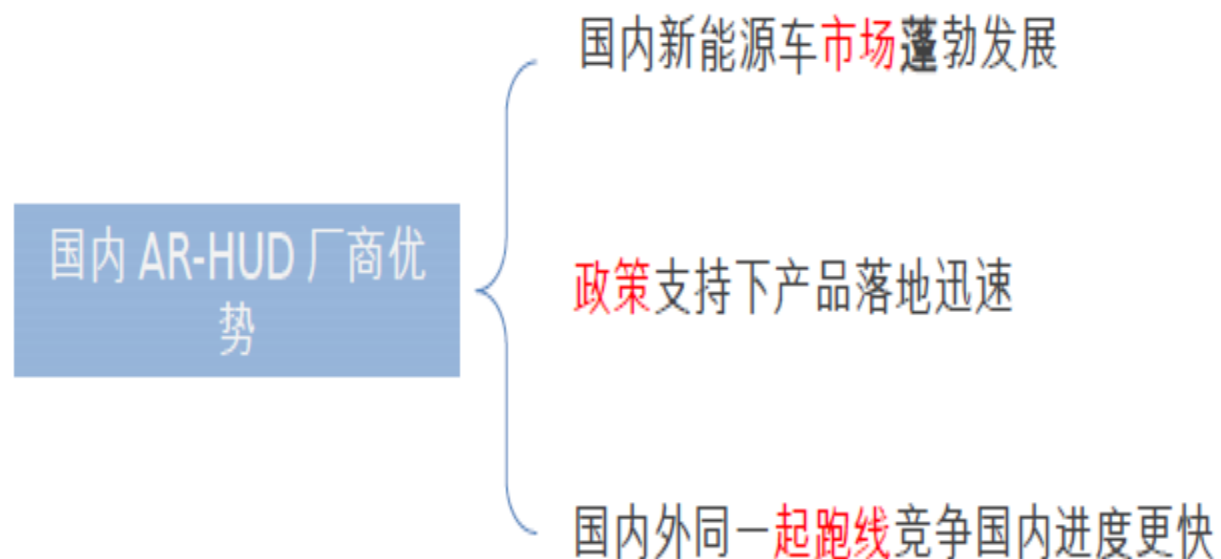 国内新能源车市场蓬勃发展
国内 AR-HUD 厂商优
势
政策支持下产品落地迅速
国内外同一起跑线竞争国内进度更快